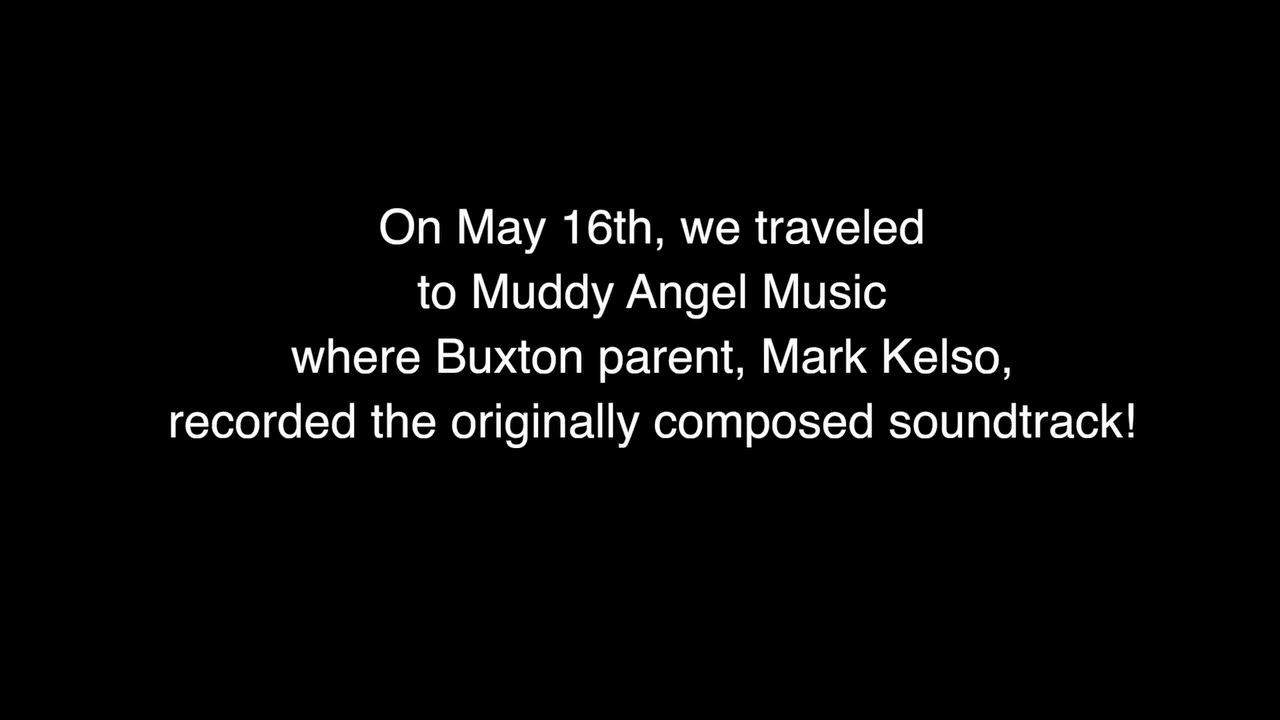 On May 16th, we traveled
to Muddy Angel Music
where Buxton parent, Mark Kelso,
recorded the originally composed soundtrack!